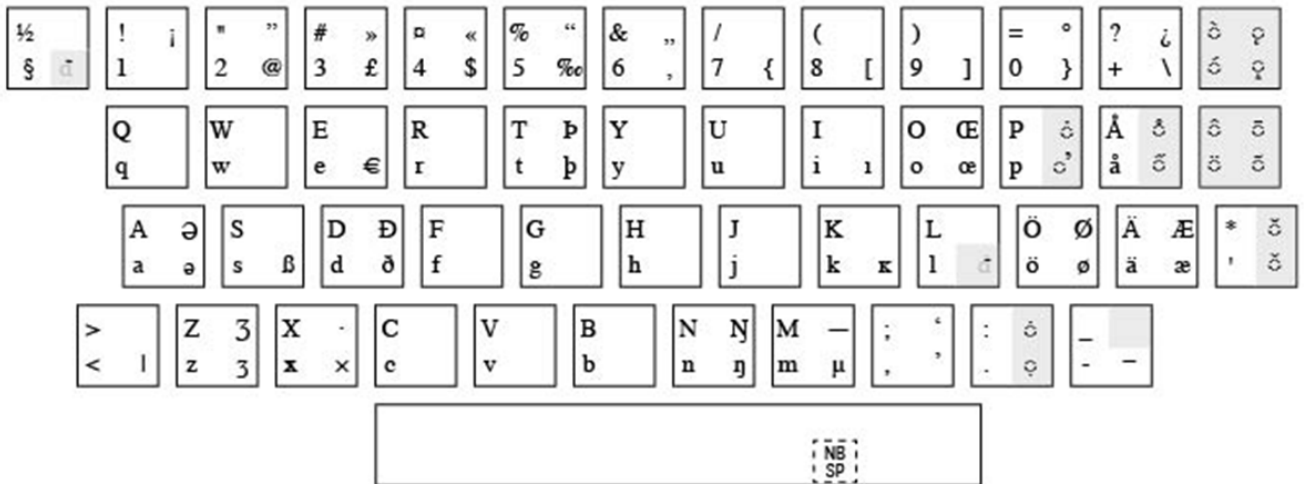 ½ ! ¡ " ” # » ¤ « % “ & „ / ( ) = ° ? ¿ ◌̀ ◌̨
§ đ 1 2 @ 3 £ 4 $ 5 ‰ 6 ‚ 7 { 8 [ 9 ] 0 } + \ ◌́ ◌̧
Q W E R T Þ Y U I O Œ P ◌̛ Å ◌̊ ◌̂ ◌̄
q w e € r t þ y u i ı o œ p ◌̓ å ◌̋ ◌̈ ◌̃
A Ə S D Ð F G H J K L Ö Ø Ä Æ * ◌̌
a ə s ß d ð f g h j k ĸ l đ ö ø ä æ ' ◌̆
> Z Ʒ X · C V B N Ŋ M — ; ‘ : ◌̇ _
< | z ʒ x × c v b n ŋ m µ , ’ . ◌̣ - –
NB
SP